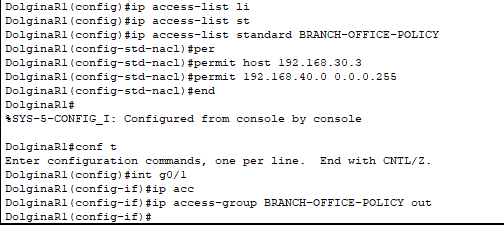 DolginaR1(config)#ip access-list li
DolginaR1(config)#ip access-list st
DolginaR1(config)#ip access-list standard BRANCH-OFFICE-POLICY
DolginaR1(config-std-nacl)#per
DolginaR1(config-std-nacl)#permit host 192.168.30.3
DolginaR1(config-std-nacl)#permit 192.168.40.0 0.0.0.255
DolginaR1(config-std-nacl)#end
DolginaR1#
%SYS-5-CONFIG_I: Configured from console by console
DolginaR1#conf t
Enter configuration commands, one per line.  End with CNTL/Z.
DolginaR1(config)#int g0/1
DolginaR1(config-if)#ip acc
DolginaR1(config-if)#ip access-group BRANCH-OFFICE-POLICY out
DolginaR1(config-if)#